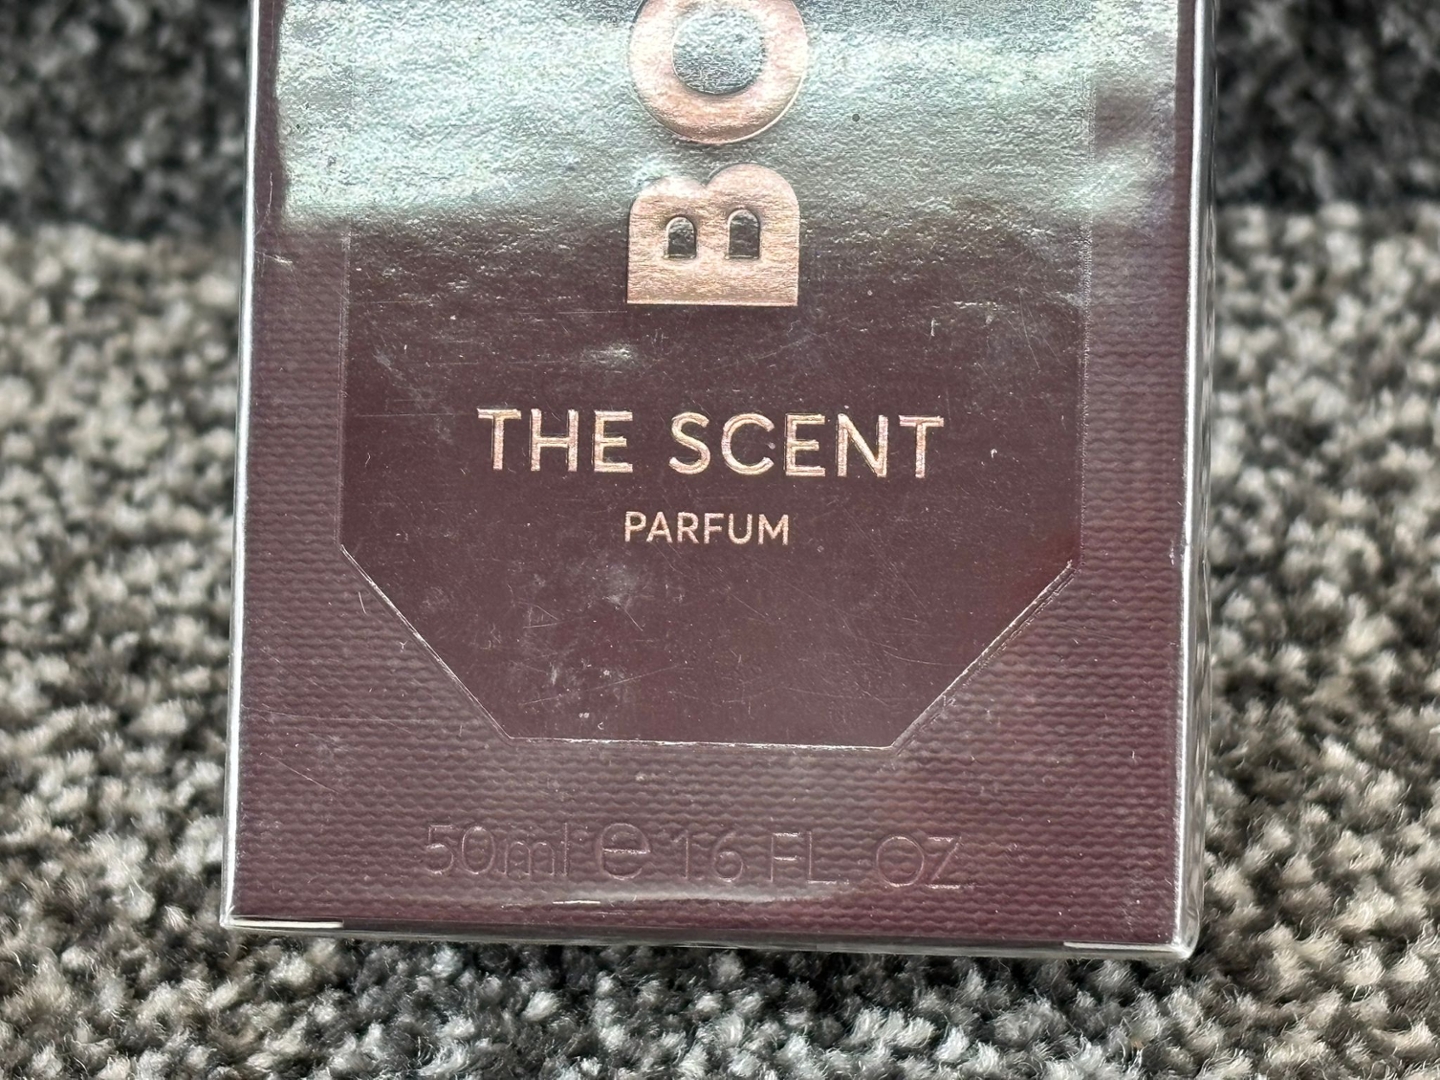 BO
THE SCENT
PARFUM
50ml e 1.6 FL. OZ